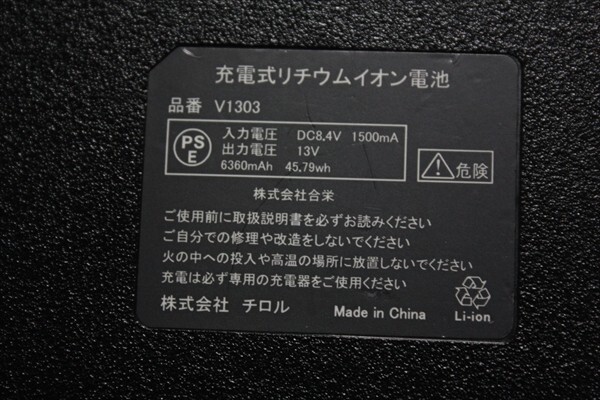 充電式リチウムイオン電池
品番 V1303
PS
E
入力電圧 DC8.4V 1500mA
出力電圧 13V
6360mAh 45.79wh
危険
株式会社合栄
ご使用前に取扱説明書を必ずお読みください
ご自分での修理や改造をしないでください
火の中への投入や高温の場所に放置しないでください
充電は必ず専用の充電器をご使用ください
株式会社 チロル
Made in China
Li-ion